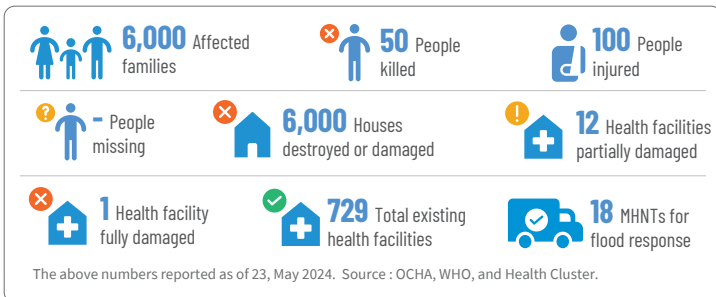 6,000 Affected
families
50 People
killed
100 People
injured
- People
missing
6,000 Houses
destroyed or damaged
12 Health facilities
partially damaged
1 Health facility
fully damaged
729 Total existing
health facilities
18 MHNTs for
flood response
The above numbers reported as of 23, May 2024. Source : OCHA, WHO, and Health Cluster.